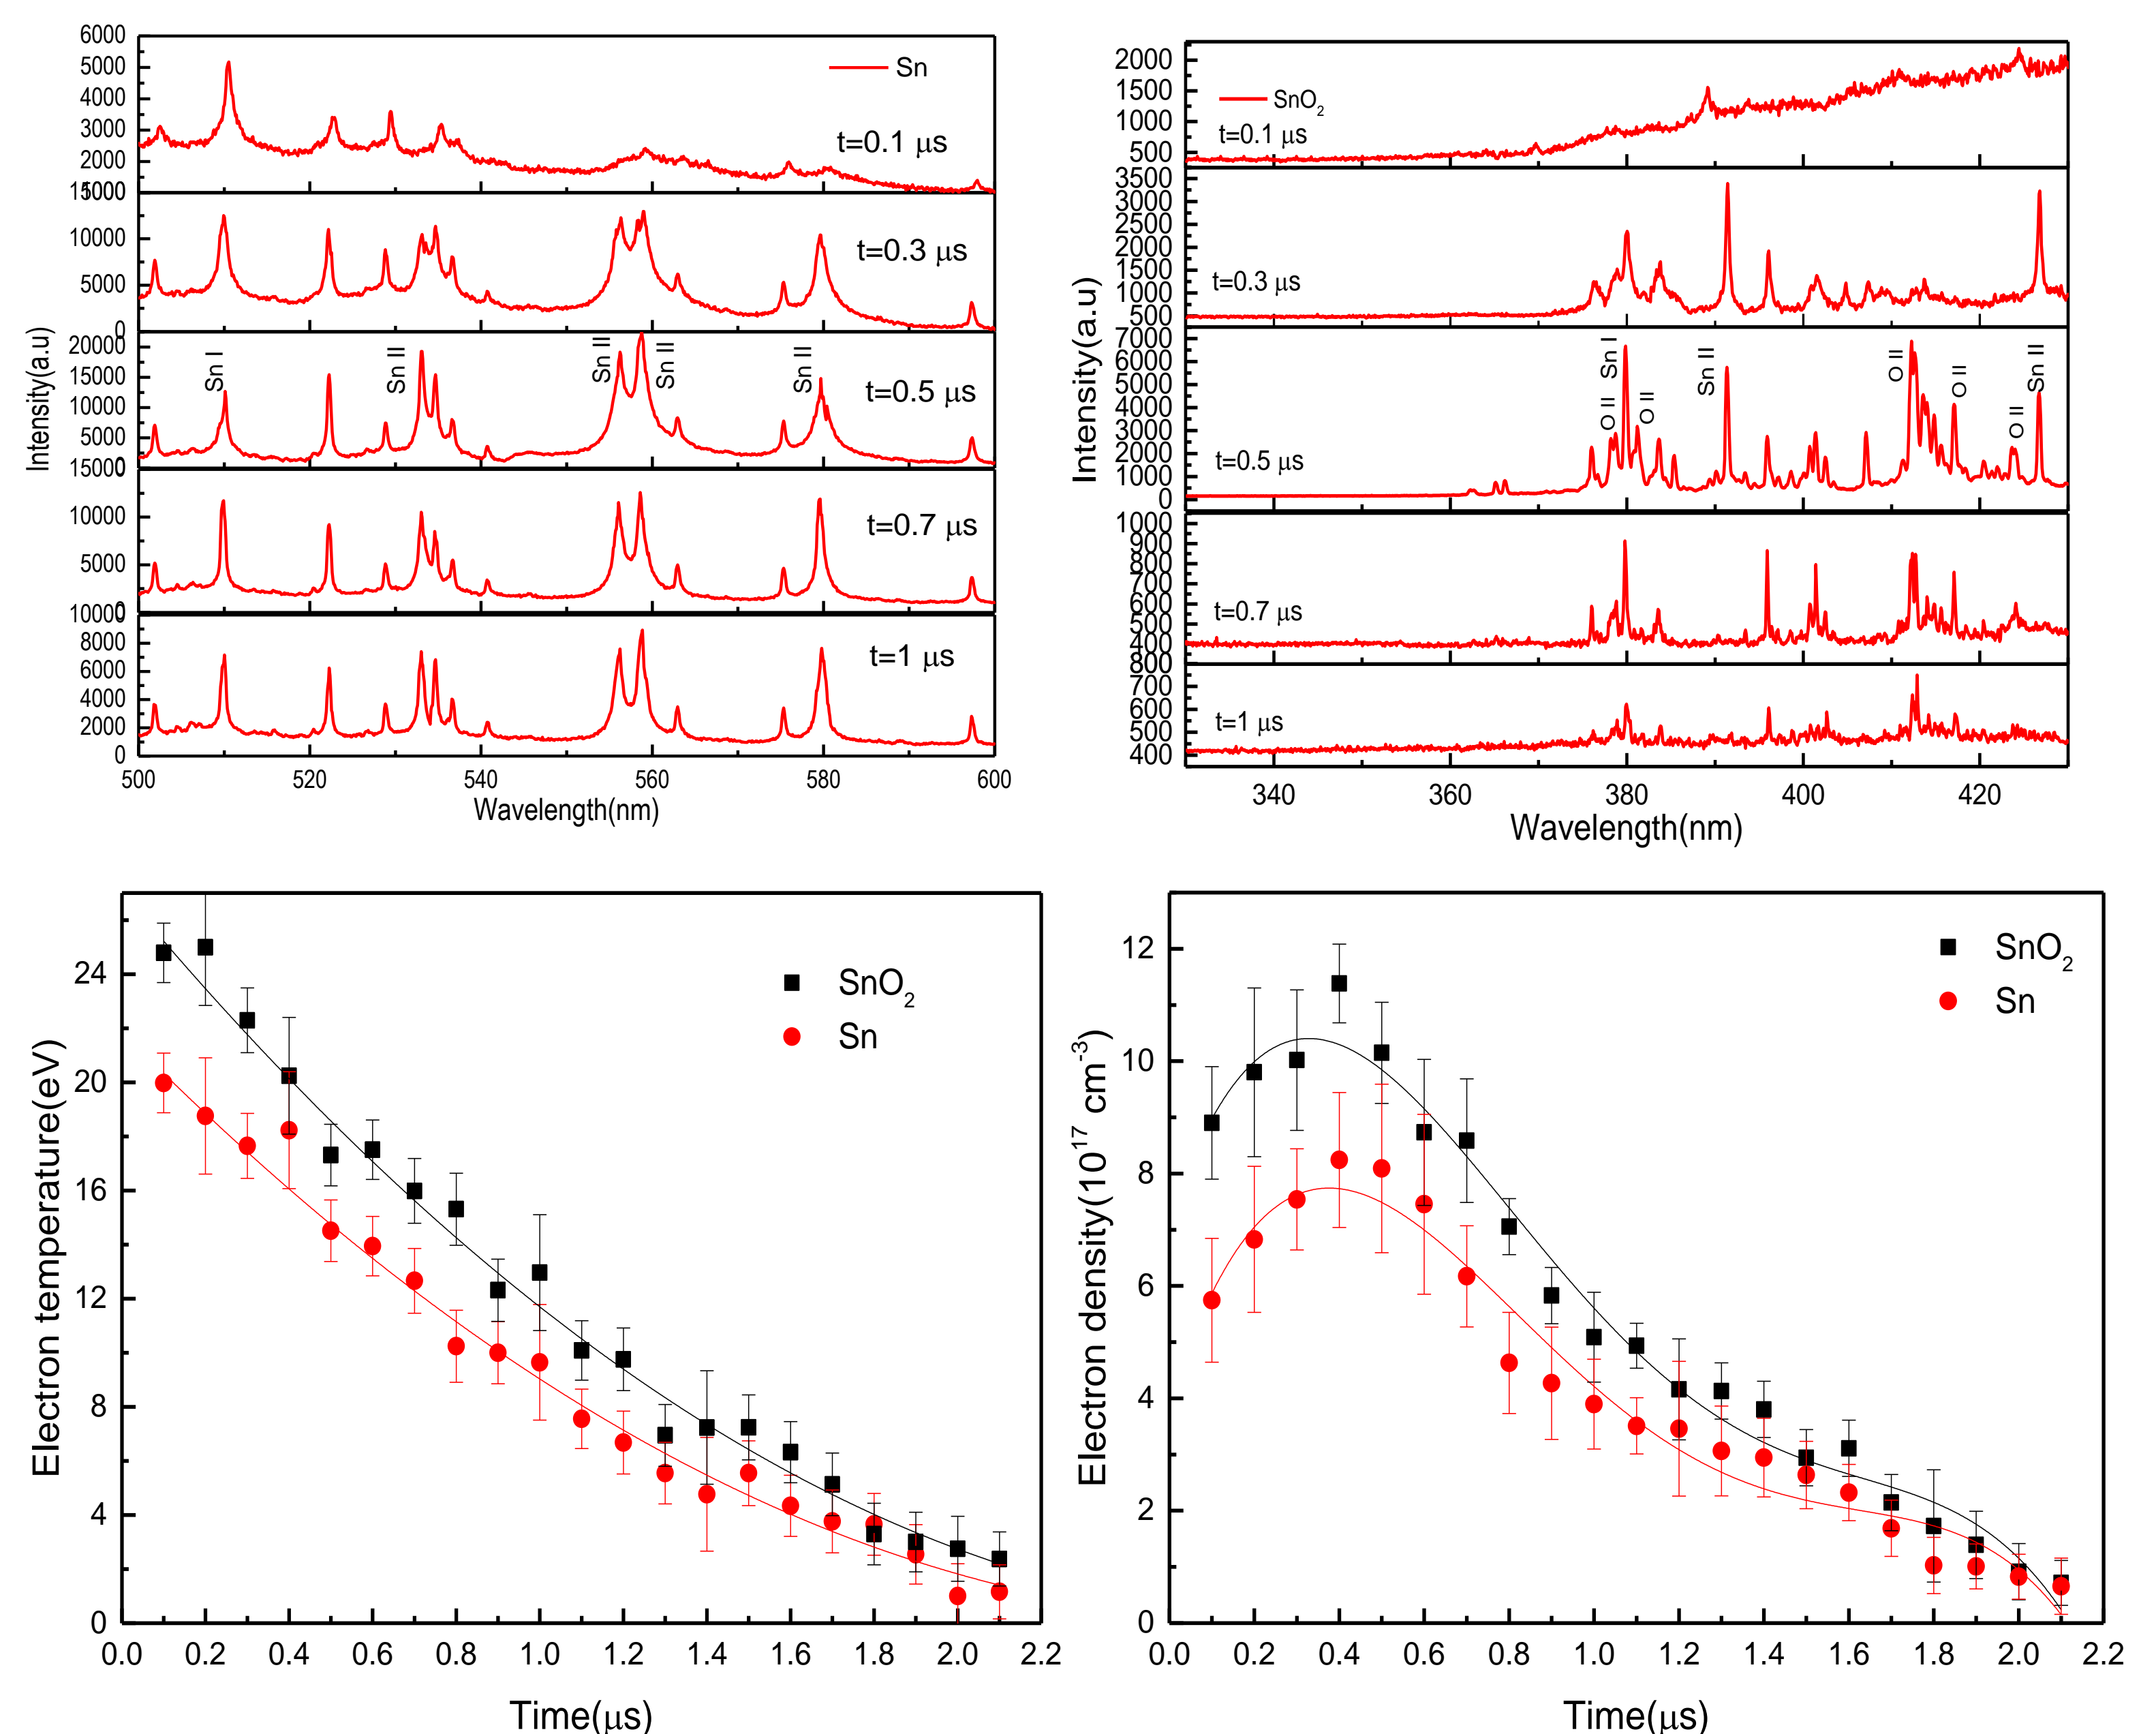 6000
5000
4000
3000
2000
1000
Sn
t=0.1 μs
15000
10000
5000
0
t=0.3 μs
20000
15000
10000
5000
0
Sn I
Sn II
Sn II
Sn II
Sn II
t=0.5 μs
15000
10000
5000
0
t=0.7 μs
10000
8000
6000
4000
2000
0
t=1 μs
500 520 540 560 580 600
Wavelength(nm)
Intensity(a.u)
2000
1500
1000
500
SnO2
t=0.1 μs
3500
3000
2500
2000
1500
1000
500
t=0.3 μs
7000
6000
5000
4000
3000
2000
1000
0
O II
Sn I
O II
Sn II
O II
O II
O II
Sn II
t=0.5 μs
1000
900
800
700
600
500
400
t=0.7 μs
800
700
600
500
400
t=1 μs
340 360 380 400 420
Wavelength(nm)
Intensity(a.u)
24
20
16
12
8
4
0
SnO2
Sn
Electron temperature(eV)
0.0 0.2 0.4 0.6 0.8 1.0 1.2 1.4 1.6 1.8 2.0 2.2
Time(μs)
12
10
8
6
4
2
0
SnO2
Sn
Electron density(10^17 cm^-3)
0.0 0.2 0.4 0.6 0.8 1.0 1.2 1.4 1.6 1.8 2.0 2.2
Time(μs)